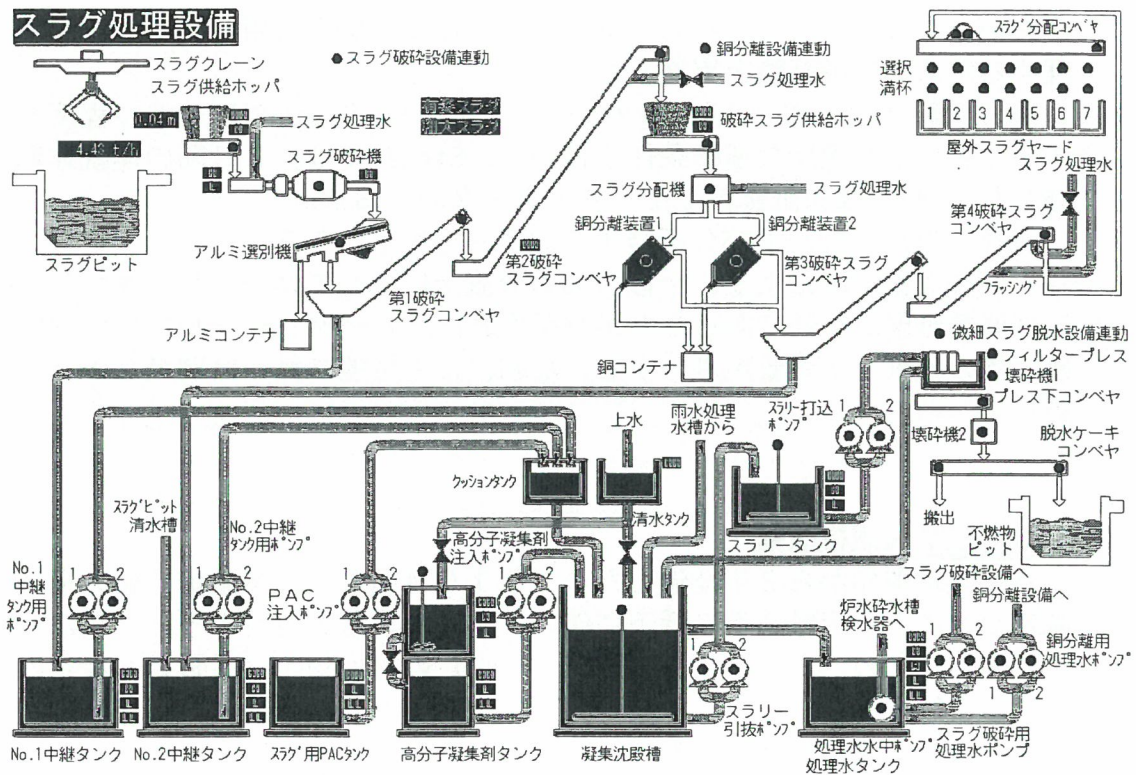 スラグ処理設備
スラグクレーン
スラグ供給ホッパ
スラグ破砕設備連動
0.04 m
4.48 t/h
スラグ処理水
スラグ破砕機
スラグピット
アルミ選別機
アルミコンテナ
第1破砕
スラグコンベヤ
第2破砕
スラグコンベヤ
銅分離設備連動
スラグ処理水
破砕スラグ供給ホッパ
スラグ分配機
スラグ処理水
銅分離装置1
銅分離装置2
第3破砕スラグ
コンベヤ
銅コンテナ
スラグ分配コンベヤ
選択
満杯
1 2 3 4 5 6 7
屋外スラグヤード
スラグ処理水
第4破砕スラグ
コンベヤ
フラッシング
微細スラグ脱水設備連動
フィルタープレス
壊砕機1
プレス下コンベヤ
壊砕機2
脱水ケーキ
コンベヤ
搬出
不燃物
ピット
1 2
スラリー打込
ポンプ
スラリータンク
雨水処理
水槽から
上水
クッションタンク
清水タンク
スラグピット
清水槽
No.2中継
タンク用ポンプ
1 2
No.1
中継
タンク用
ポンプ
1 2
PAC
注入ポンプ
1 2
高分子凝集剤
注入ポンプ
1 2
スラグ破砕設備へ
銅分離設備へ
炉水砕水槽
検水器へ
1 2
1 2
銅分離用
処理水ポンプ
1 2
スラリー
引抜ポンプ
スラグ破砕用
処理水ポンプ
No.1中継タンク
No.2中継タンク
スラグ用PACタンク
高分子凝集剤タンク
凝集沈殿槽
処理水水中ポンプ
処理水タンク